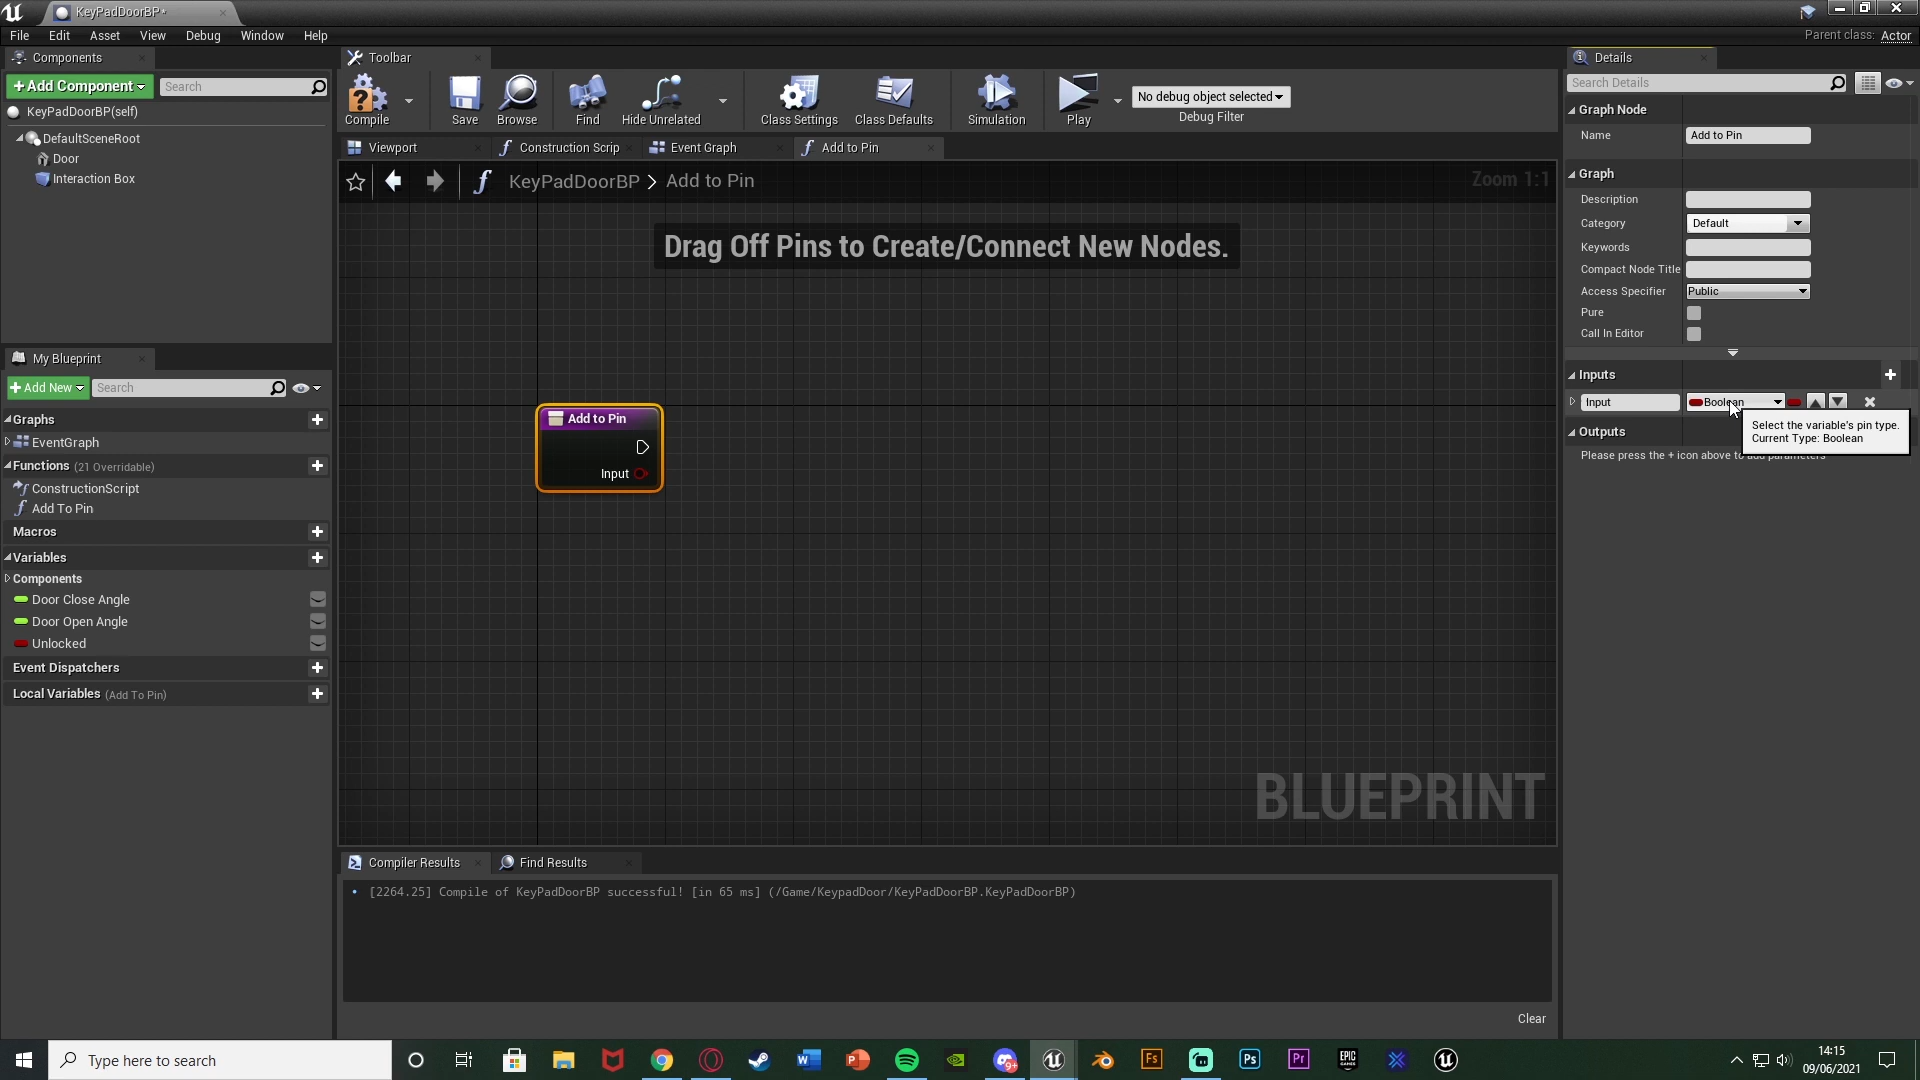 KeyPadDoorBP*
File Edit Asset View Debug Window Help
Parent class: Actor
Components
+Add Component
Search
KeyPadDoorBP(self)
DefaultSceneRoot
Door
Interaction Box
My Blueprint
+Add New
Search
Graphs
EventGraph
Functions (21 Overridable)
ConstructionScript
Add To Pin
Macros
Variables
Components
Door Close Angle
Door Open Angle
Unlocked
Event Dispatchers
Local Variables (Add To Pin)
Toolbar
Compile Save Browse Find Hide Unrelated Class Settings Class Defaults Simulation Play
No debug object selected
Debug Filter
Viewport Construction Scrip Event Graph Add to Pin
KeyPadDoorBP > Add to Pin
Zoom 1:1
Drag Off Pins to Create/Connect New Nodes.
Add to Pin
Input
BLUEPRINT
Compiler Results Find Results
• [2264.25] Compile of KeyPadDoorBP successful! [in 65 ms] (/Game/KeypadDoor/KeyPadDoorBP.KeyPadDoorBP)
Clear
Details
Search Details
Graph Node
Name Add to Pin
Graph
Description
Category Default
Keywords
Compact Node Title
Access Specifier Public
Pure
Call In Editor
Inputs
Input Boolean
Select the variable's pin type.
Current Type: Boolean
Outputs
Please press the + icon above to add parameters
Type here to search
9+
Fs
Ps
Pr
EPIC
GAMES
14:15
09/06/2021